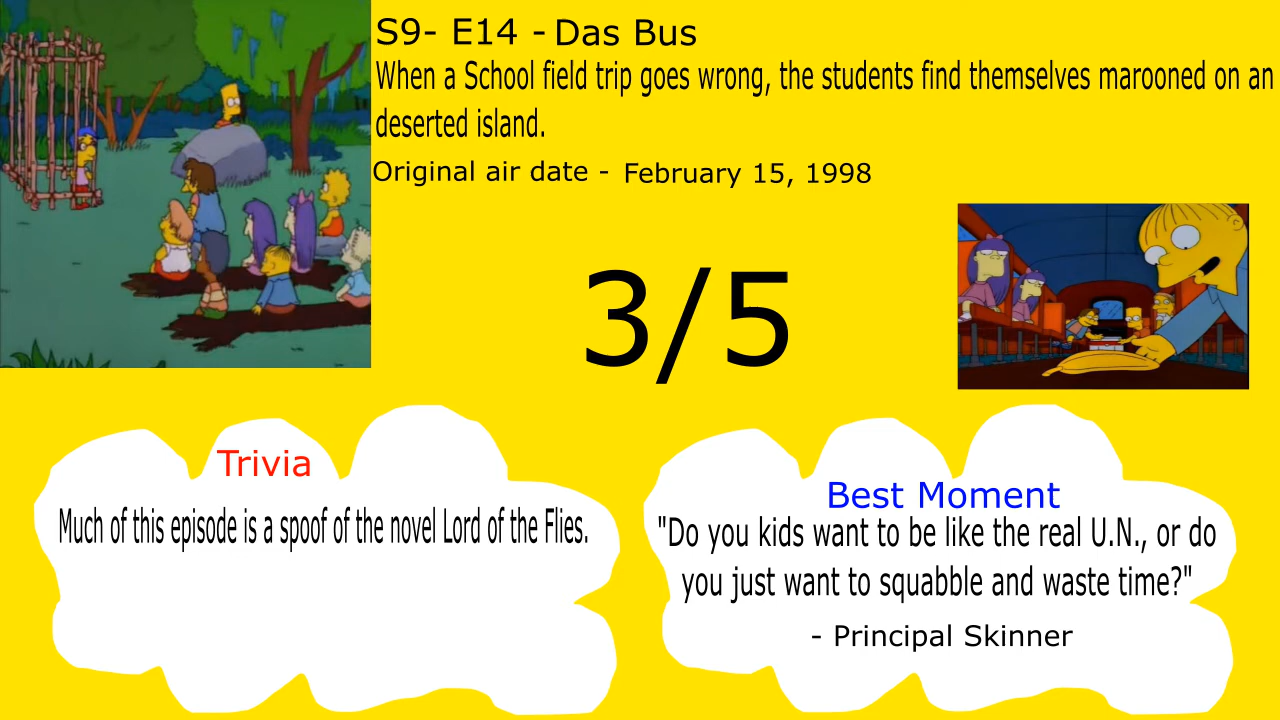 S9- E14 - Das Bus
When a School field trip goes wrong, the students find themselves marooned on an
deserted island.
Original air date - February 15, 1998
3/5
Trivia
Much of this episode is a spoof of the novel Lord of the Flies.
Best Moment
"Do you kids want to be like the real U.N., or do
you just want to squabble and waste time?"
- Principal Skinner